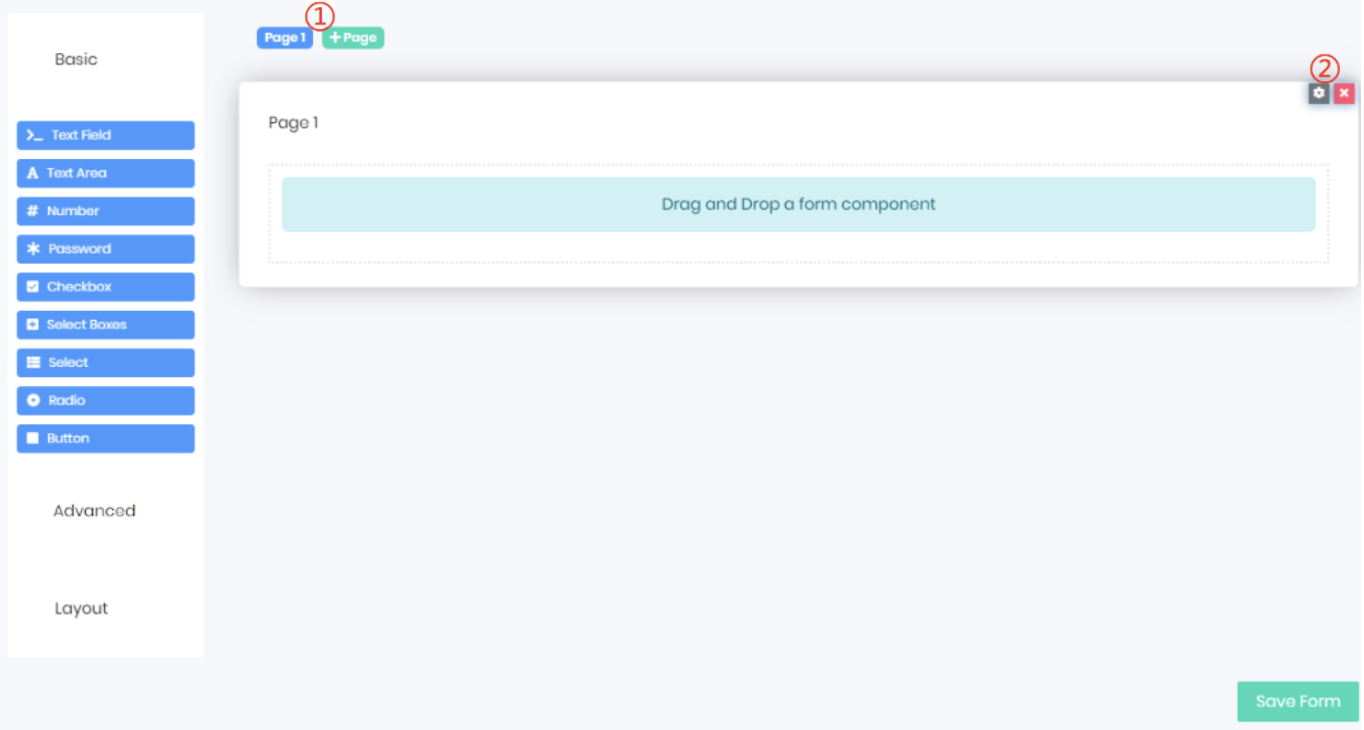 ①
Page 1
+ Page
Basic
②
Page 1
>_ Text Field
A Text Area
Drag and Drop a form component
# Number
* Password
Checkbox
Select Boxes
Select
Radio
Button
Advanced
Layout
Save Form